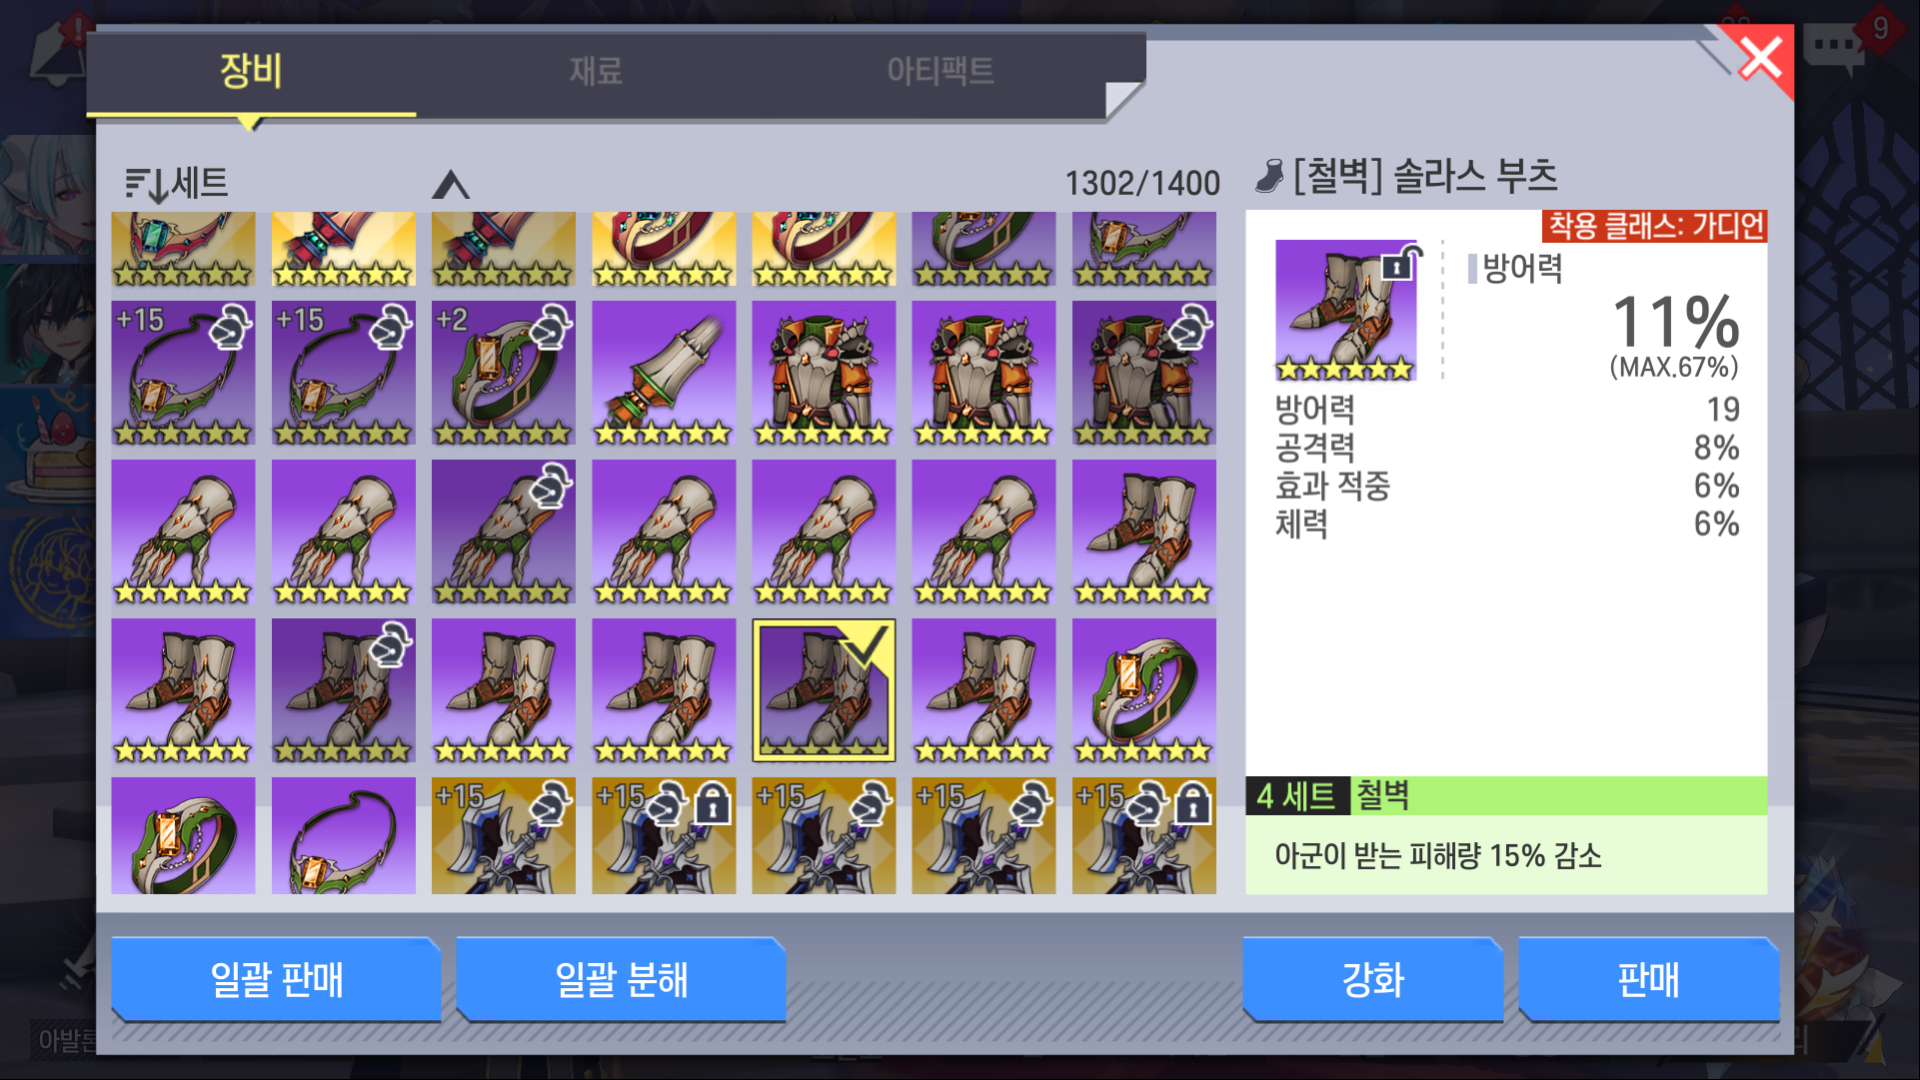 장비
재료
아티팩트
9
세트
1302/1400
[철벽] 솔라스 부츠
착용 클래스: 가디언
방어력
11%
(MAX.67%)
방어력 19
공격력 8%
효과 적중 6%
체력 6%
+15
+15
+2
+15
+15
+15
+15
+15
4 세트 철벽
아군이 받는 피해량 15% 감소
일괄 판매
일괄 분해
강화
판매
아발론